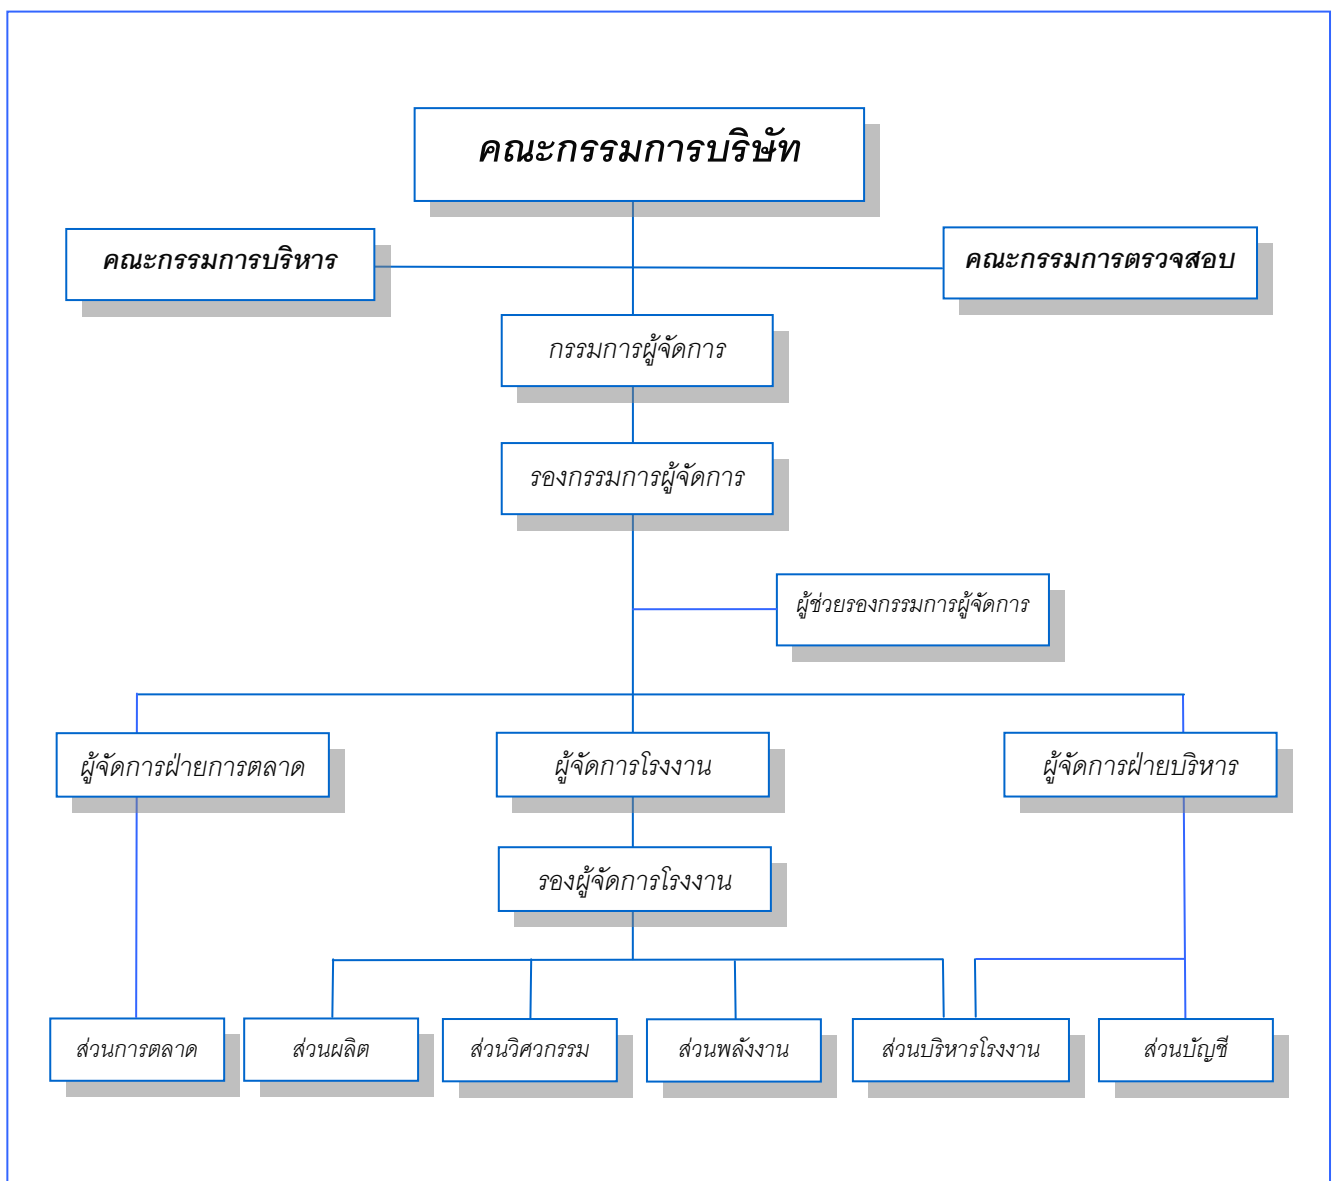 คณะกรรมการบริษัท
คณะกรรมการบริหาร
คณะกรรมการตรวจสอบ
กรรมการผู้จัดการ
รองกรรมการผู้จัดการ
ผู้ช่วยรองกรรมการผู้จัดการ
ผู้จัดการฝ่ายการตลาด
ผู้จัดการโรงงาน
ผู้จัดการฝ่ายบริหาร
รองผู้จัดการโรงงาน
ส่วนการตลาด
ส่วนผลิต
ส่วนวิศวกรรม
ส่วนพลังงาน
ส่วนบริหารโรงงาน
ส่วนบัญชี